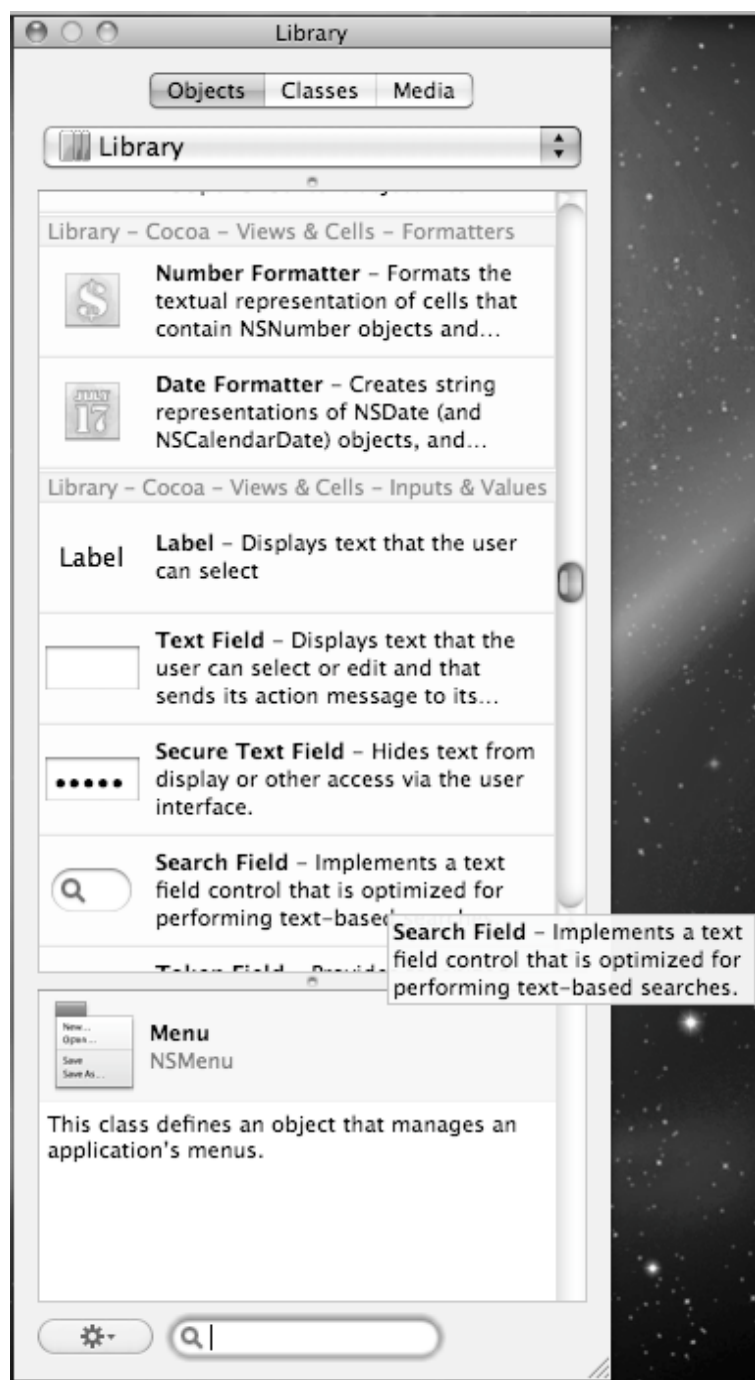 Library
Objects Classes Media
Library
Library – Cocoa – Views & Cells – Formatters
Number Formatter – Formats the
textual representation of cells that
contain NSNumber objects and...
JULY
17
Date Formatter – Creates string
representations of NSDate (and
NSCalendarDate) objects, and...
Library – Cocoa – Views & Cells – Inputs & Values
Label
Label – Displays text that the user
can select
Text Field – Displays text that the
user can select or edit and that
sends its action message to its...
Secure Text Field – Hides text from
display or other access via the user
interface.
Search Field – Implements a text
field control that is optimized for
performing text-based
Search Field – Implements a text
field control that is optimized for
performing text-based searches.
New...
Open...
Save
Save As...
Menu
NSMenu
This class defines an object that manages an
application's menus.